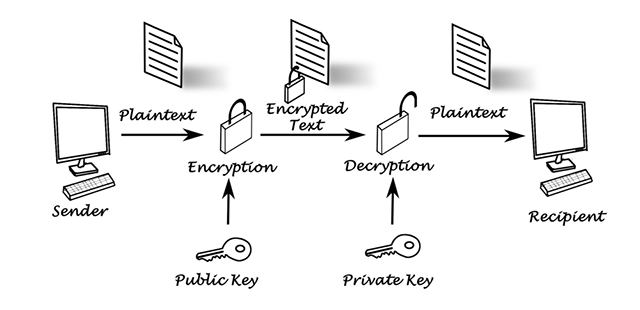 Plaintext
Encrypted
Text
Plaintext
Encryption
Decryption
Sender
Recipient
Public Key
Private Key